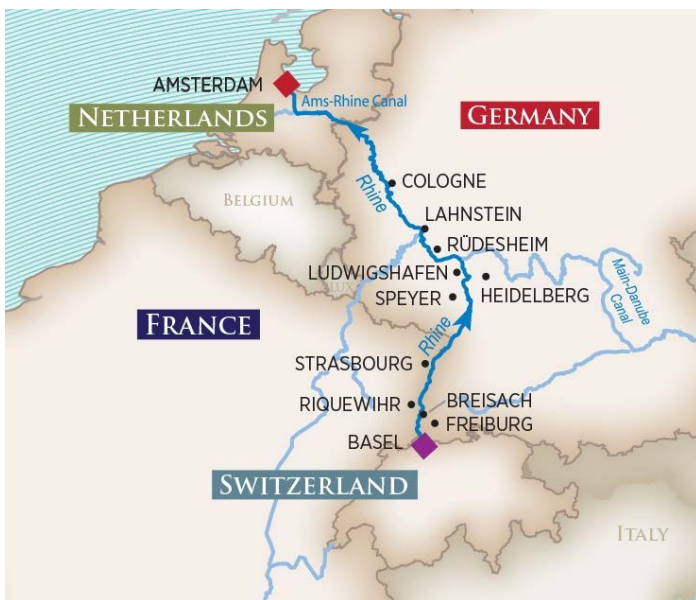 AMSTERDAM
Ams-Rhine Canal
NETHERLANDS
GERMANY
COLOGNE
Rhine
BELGIUM
LAHNSTEIN
RÜDESHEIM
LUDWIGSHAFEN
LUX
SPEYER
HEIDELBERG
Main-Danube
Canal
FRANCE
Rhine
STRASBOURG
RIQUEWIHR
BREISACH
FREIBURG
BASEL
SWITZERLAND
ITALY